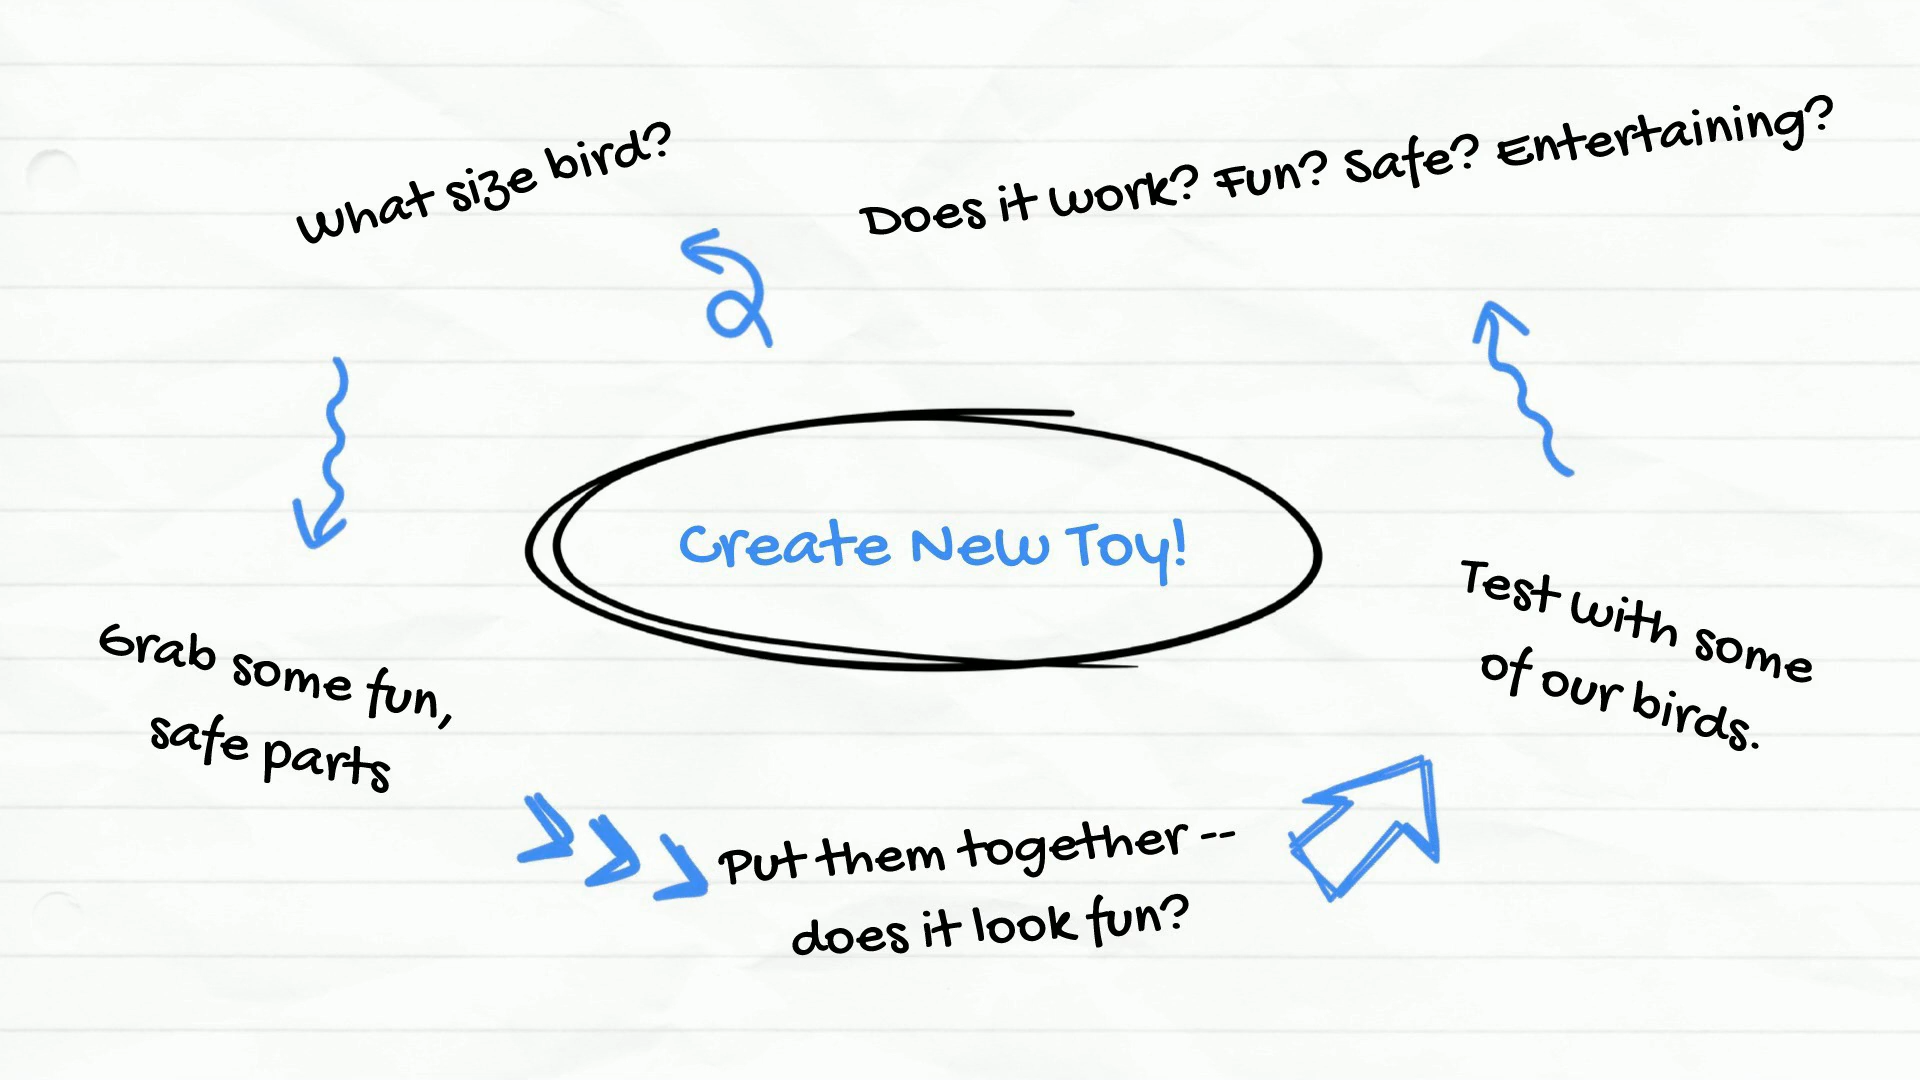 What size bird?
Does it work? Fun? Safe? Entertaining?
Create New Toy!
Grab some fun,
safe parts
Put them together --
does it look fun?
Test with some
of our birds.